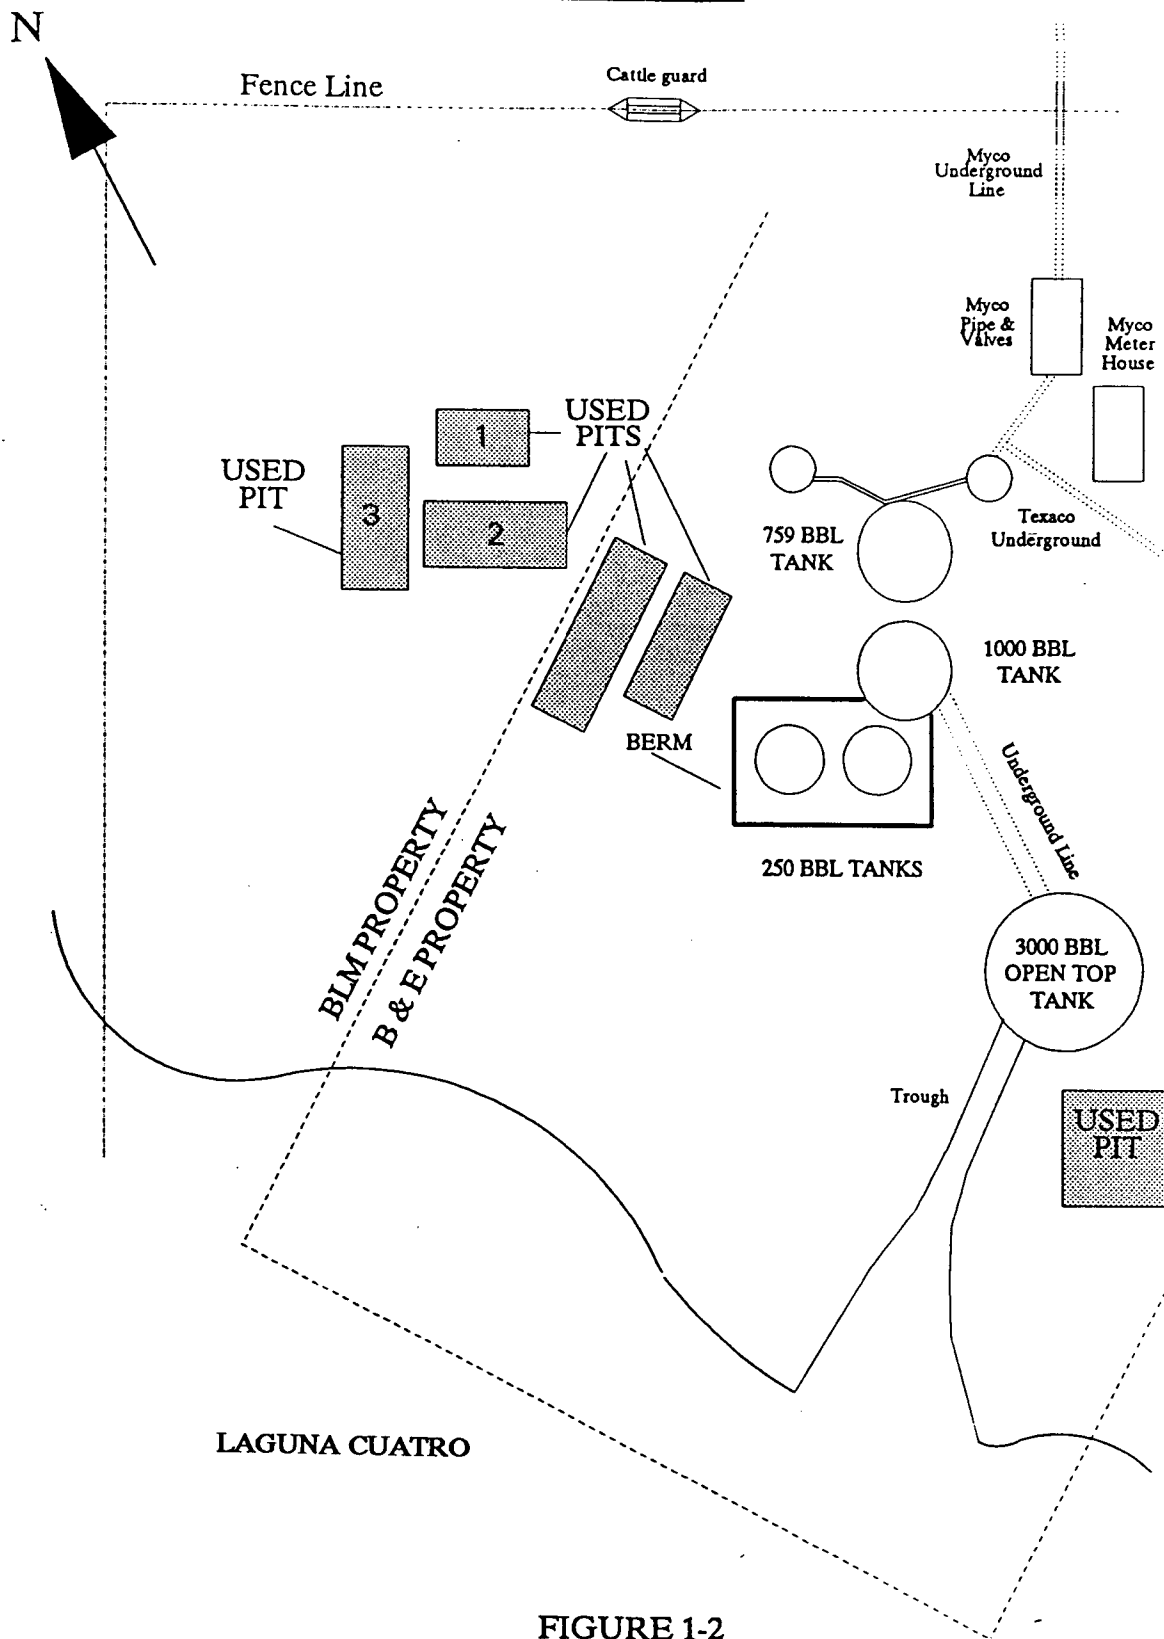 N
Fence Line
Cattle guard
Myco
Underground
Line
Myco
Pipe &
Valves
Myco
Meter
House
USED
PITS
1
USED
PIT
3
2
759 BBL
TANK
Texaco
Underground
1000 BBL
TANK
BERM
Underground Line
250 BBL TANKS
BLM PROPERTY
B & E PROPERTY
3000 BBL
OPEN TOP
TANK
Trough
USED
PIT
LAGUNA CUATRO
FIGURE 1-2